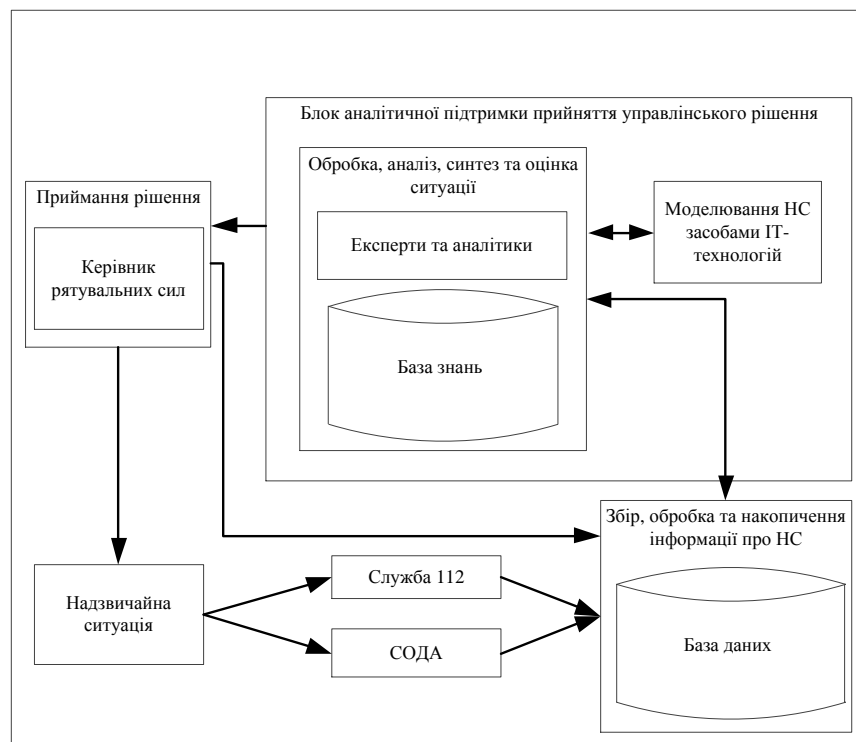 Блок аналітичної підтримки прийняття управлінського рішення
Обробка, аналіз, синтез та оцінка
ситуації
Приймання рішення
Моделювання НС
засобами ІТ-
технологій
Експерти та аналітики
Керівник
рятувальних сил
База знань
Збір, обробка та накопичення
інформації про НС
Служба 112
Надзвичайна
ситуація
СОДА
База даних